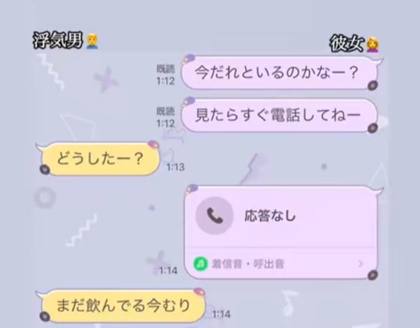 浮気男👱‍♂️
彼女🙎‍♀️
既読
1:12
今だれといるのかなー？
既読
1:12
見たらすぐ電話してねー
どうしたー？
1:13
応答なし
着信音・呼出音
1:14
まだ飲んでる今むり
1:14